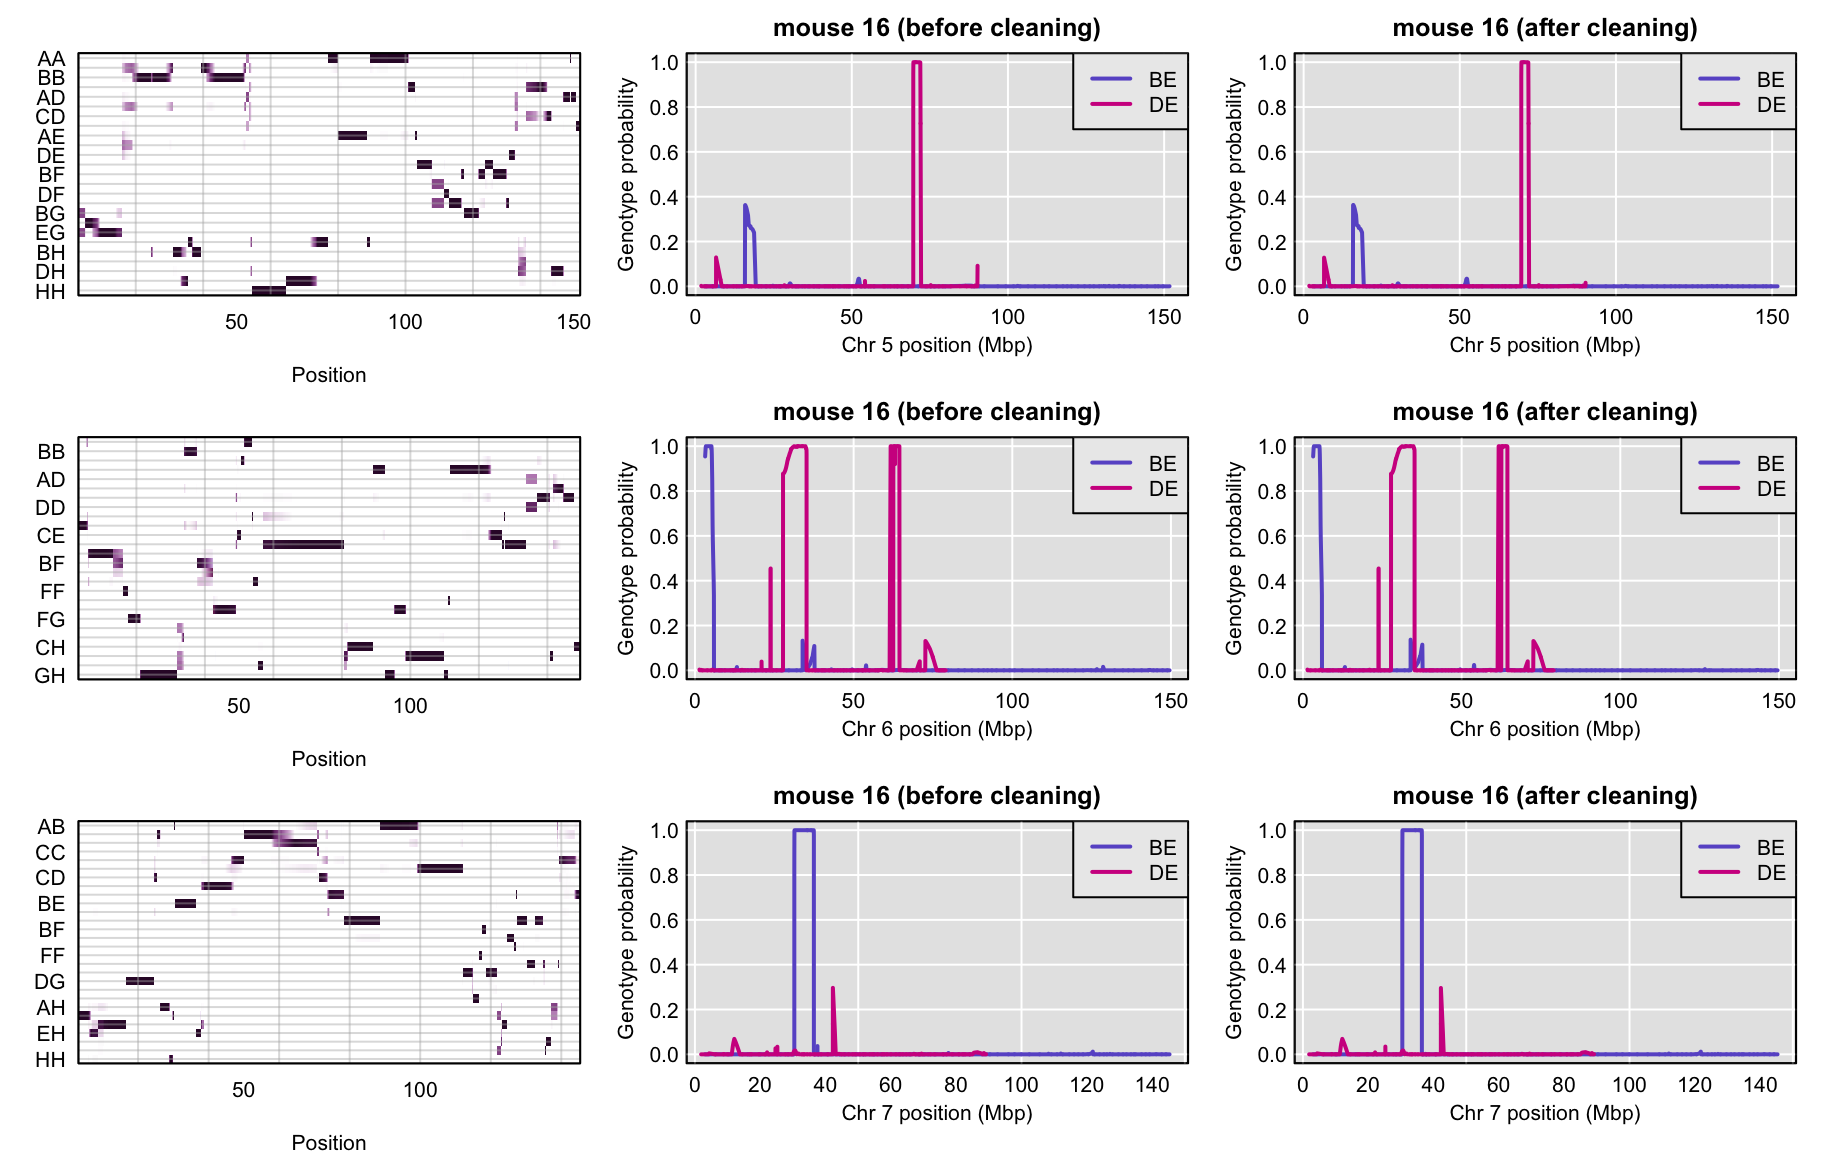 AA
BB
AD
CD
AE
DE
BF
DF
BG
EG
BH
DH
HH
50
100
150
Position
mouse 16 (before cleaning)
Genotype probability
1.0
0.8
0.6
0.4
0.2
0.0
BE
DE
0
50
100
150
Chr 5 position (Mbp)
mouse 16 (after cleaning)
Genotype probability
1.0
0.8
0.6
0.4
0.2
0.0
BE
DE
0
50
100
150
Chr 5 position (Mbp)
BB
AD
DD
CE
BF
FF
FG
CH
GH
50
100
Position
mouse 16 (before cleaning)
Genotype probability
1.0
0.8
0.6
0.4
0.2
0.0
BE
DE
0
50
100
150
Chr 6 position (Mbp)
mouse 16 (after cleaning)
Genotype probability
1.0
0.8
0.6
0.4
0.2
0.0
BE
DE
0
50
100
150
Chr 6 position (Mbp)
AB
CC
CD
BE
BF
FF
DG
AH
EH
HH
50
100
Position
mouse 16 (before cleaning)
Genotype probability
1.0
0.8
0.6
0.4
0.2
0.0
BE
DE
0
20
40
60
80
100
120
140
Chr 7 position (Mbp)
mouse 16 (after cleaning)
Genotype probability
1.0
0.8
0.6
0.4
0.2
0.0
BE
DE
0
20
40
60
80
100
120
140
Chr 7 position (Mbp)